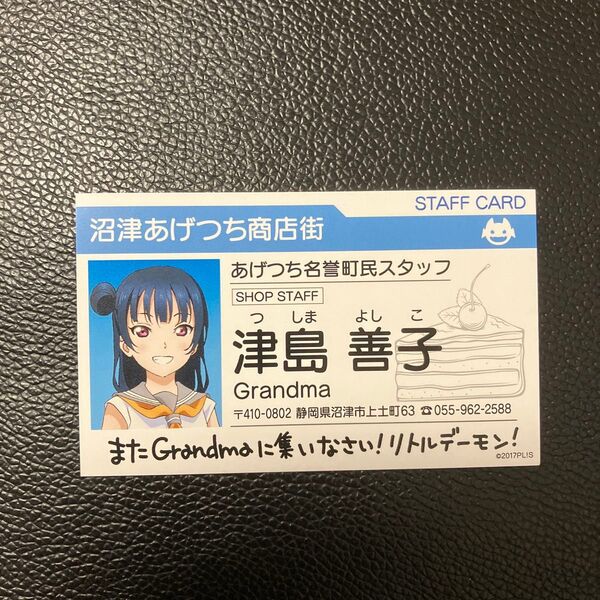 STAFF CARD
沼津あげつち商店街
あげつち名誉町民スタッフ
SHOP STAFF
つ しま よし こ
津島 善子
Grandma
〒410-0802 静岡県沼津市上土町63 ☎055-962-2588
またGrandmaに集いなさい!リトルデーモン!
©2017PL!S